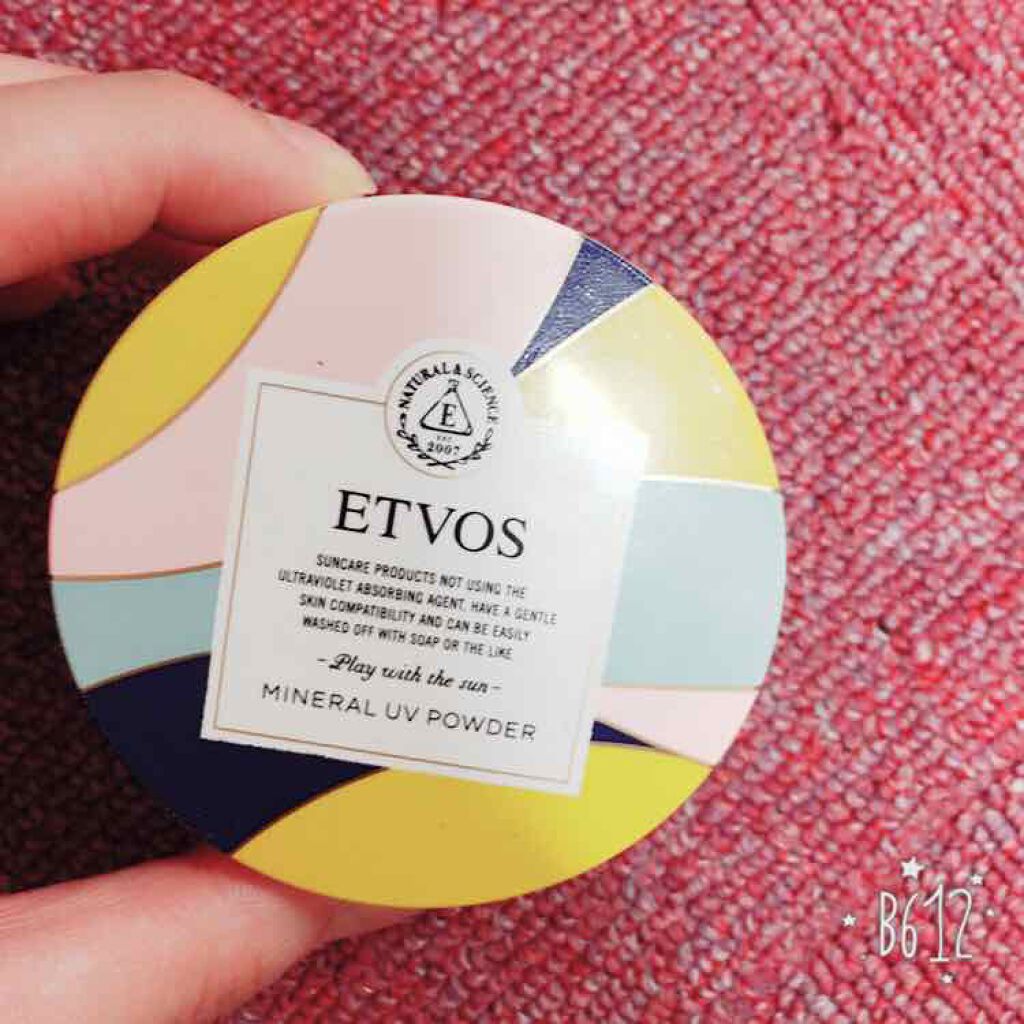 NATURAL & SCIENCE
E
EST
2007
ETVOS
SUNCARE PRODUCTS NOT USING THE
ULTRAVIOLET ABSORBING AGENT, HAVE A GENTLE
SKIN COMPATIBILITY AND CAN BE EASILY
WASHED OFF WITH SOAP OR THE LIKE
-Play with the sun-
MINERAL UV POWDER
B612